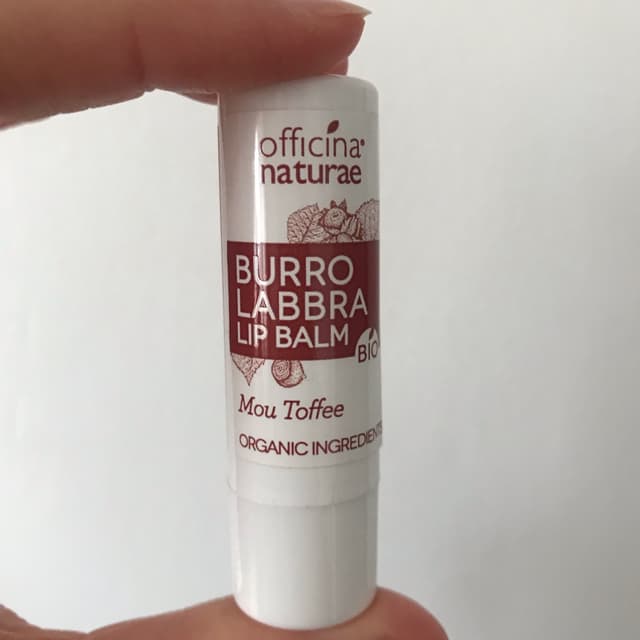 officina
naturae
BURRO
LABBRA
LIP BALM
BIO
Mou Toffee
ORGANIC INGREDIENTS